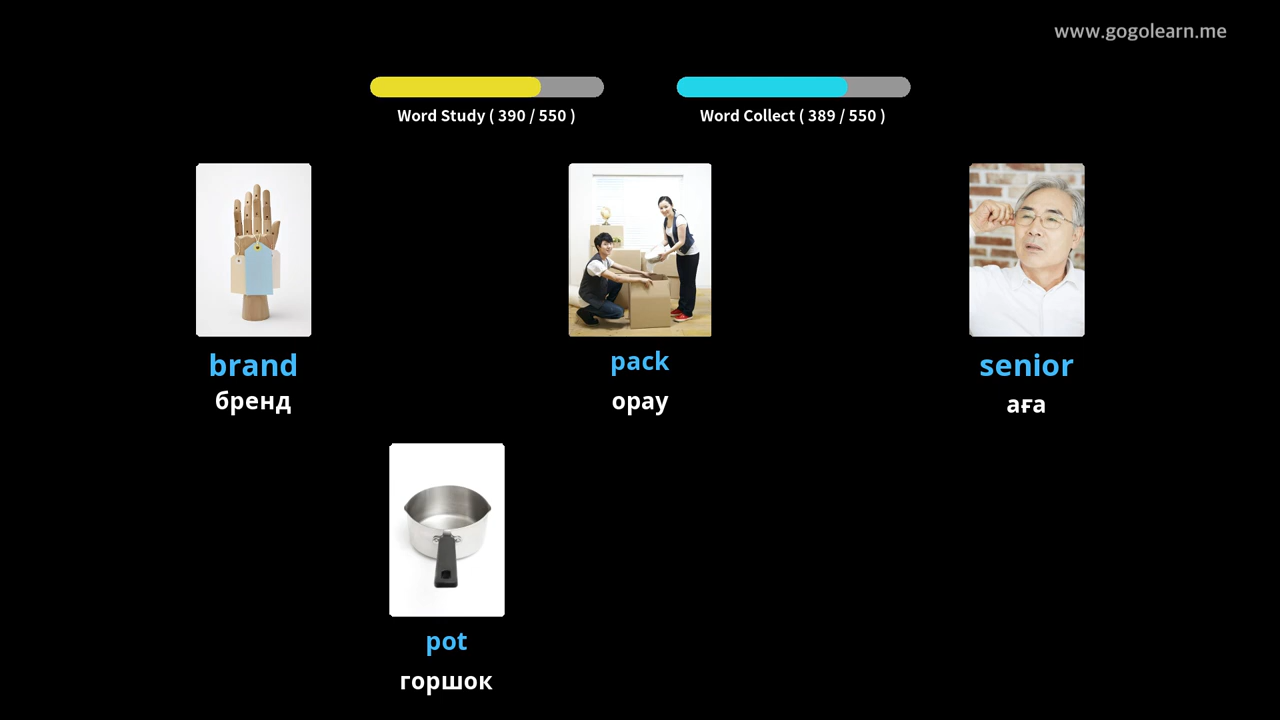 www.gogolearn.me
Word Study ( 390 / 550 )
Word Collect ( 389 / 550 )
brand
бренд
pack
орау
senior
аға
pot
горшок